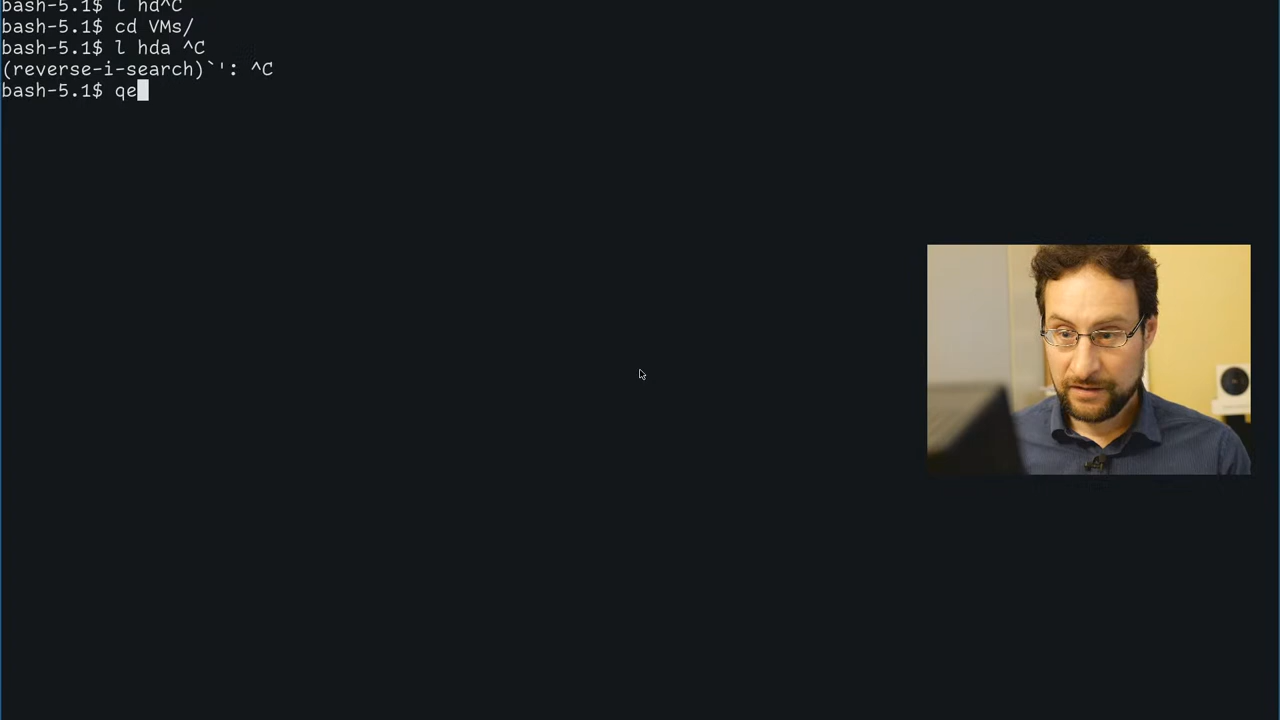 bash-5.1$ l hd^C
bash-5.1$ cd VMs/
bash-5.1$ l hda ^C
(reverse-i-search)`': ^C
bash-5.1$ qe